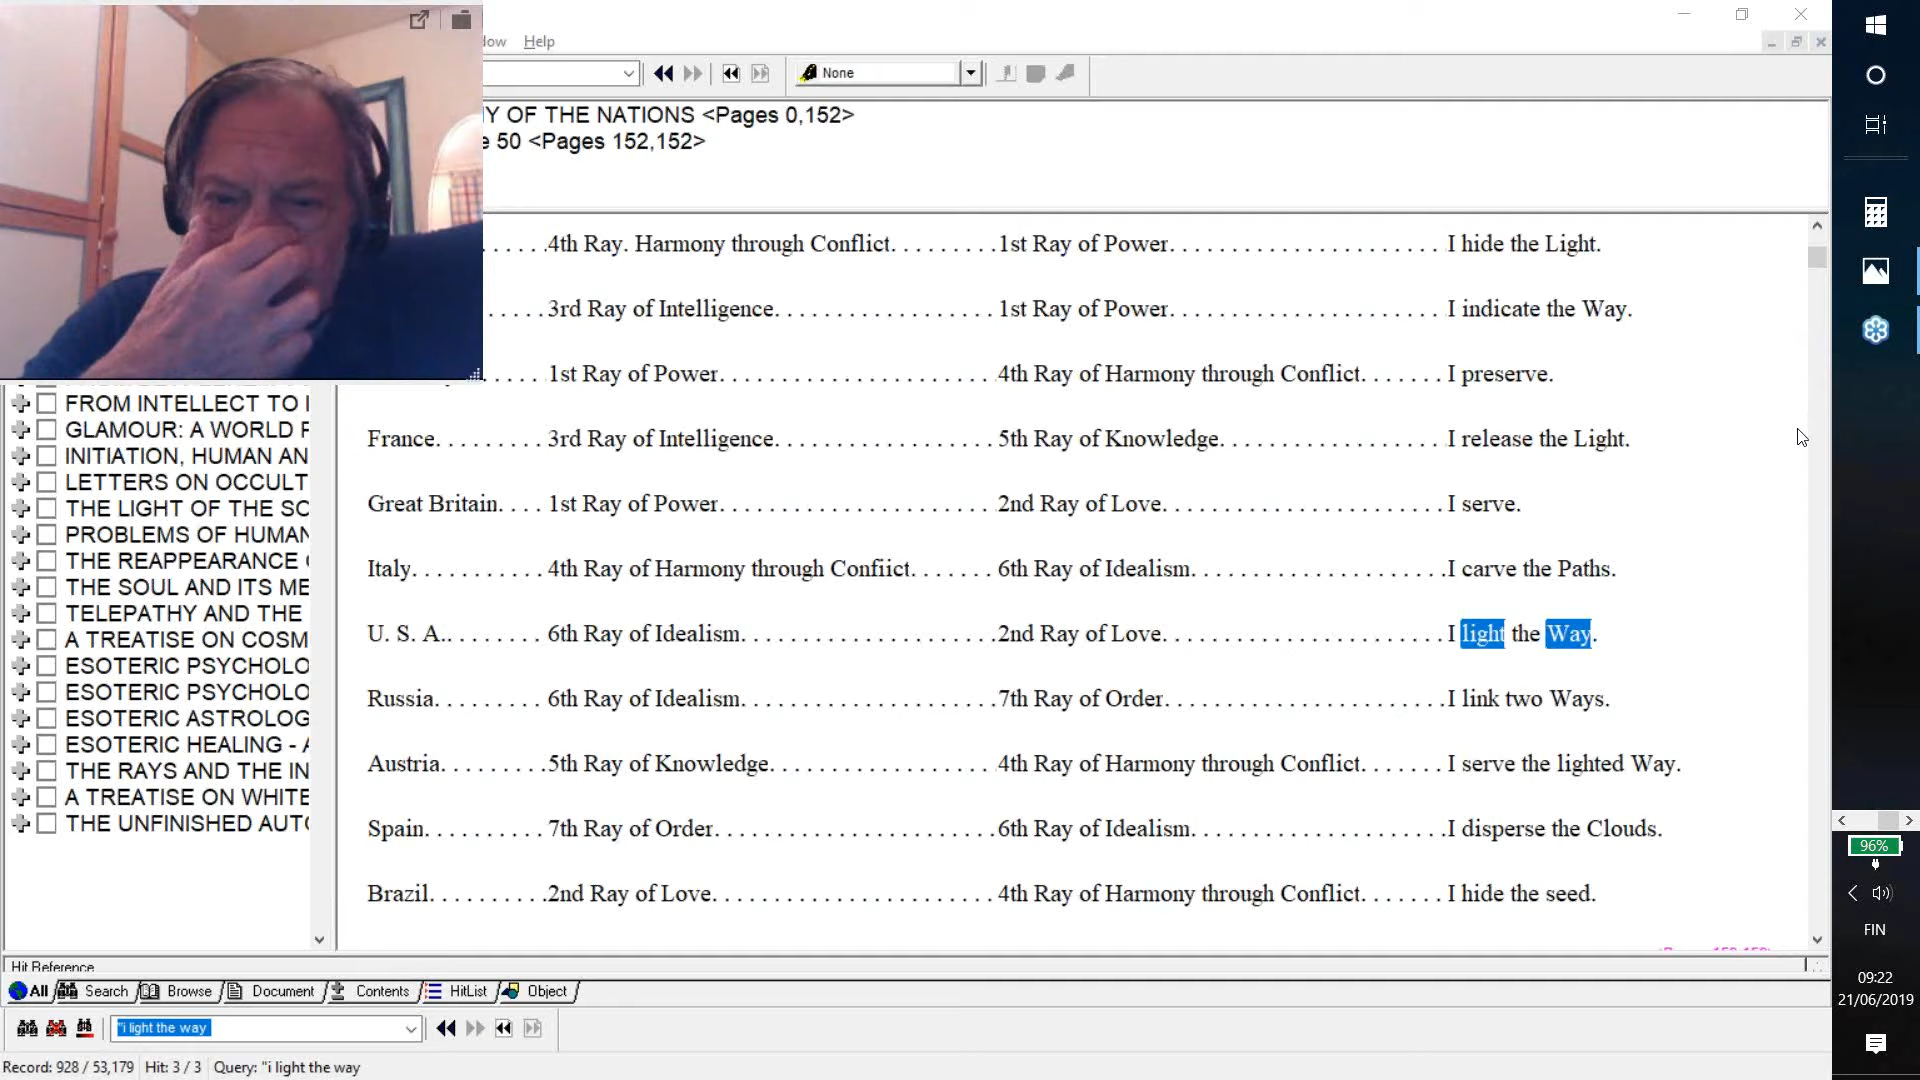 Help
None
Y OF THE NATIONS <Pages 0,152>
50 <Pages 152,152>
. . . . . 4th Ray. Harmony through Conflict. . . . . . . . .1st Ray of Power. . . . . . . . . . . . . . . . . . . . . . . I hide the Light.
. . . . . 3rd Ray of Intelligence. . . . . . . . . . . . . . . . . . 1st Ray of Power. . . . . . . . . . . . . . . . . . . . . . . I indicate the Way.
. . . . . 1st Ray of Power. . . . . . . . . . . . . . . . . . . . . . .4th Ray of Harmony through Conflict. . . . . . . I preserve.
France. . . . . . . . . 3rd Ray of Intelligence. . . . . . . . . . . . . . . . . . 5th Ray of Knowledge. . . . . . . . . . . . . . . . . . . I release the Light.
Great Britain. . . . 1st Ray of Power. . . . . . . . . . . . . . . . . . . . . . . 2nd Ray of Love. . . . . . . . . . . . . . . . . . . . . . . . I serve.
Italy. . . . . . . . . . . 4th Ray of Harmony through Confiict. . . . . . . 6th Ray of Idealism. . . . . . . . . . . . . . . . . . . . . .I carve the Paths.
U. S. A.. . . . . . . . 6th Ray of Idealism. . . . . . . . . . . . . . . . . . . . .2nd Ray of Love. . . . . . . . . . . . . . . . . . . . . . . . I light the Way.
Russia. . . . . . . . . 6th Ray of Idealism. . . . . . . . . . . . . . . . . . . . .7th Ray of Order. . . . . . . . . . . . . . . . . . . . . . . .I link two Ways.
Austria. . . . . . . . .5th Ray of Knowledge. . . . . . . . . . . . . . . . . . . 4th Ray of Harmony through Conflict. . . . . . . I serve the lighted Way.
Spain. . . . . . . . . . 7th Ray of Order. . . . . . . . . . . . . . . . . . . . . . .6th Ray of Idealism. . . . . . . . . . . . . . . . . . . . . .I disperse the Clouds.
Brazil. . . . . . . . . .2nd Ray of Love. . . . . . . . . . . . . . . . . . . . . . . 4th Ray of Harmony through Conflict. . . . . . . I hide the seed.
FROM INTELLECT TO I
GLAMOUR: A WORLD P
INITIATION, HUMAN AN
LETTERS ON OCCULT
THE LIGHT OF THE SO
PROBLEMS OF HUMAN
THE REAPPEARANCE
THE SOUL AND ITS ME
TELEPATHY AND THE
A TREATISE ON COSM
ESOTERIC PSYCHOLO
ESOTERIC PSYCHOLO
ESOTERIC ASTROLOG
ESOTERIC HEALING - A
THE RAYS AND THE IN
A TREATISE ON WHITE
THE UNFINISHED AUTO
Hit Reference
All Search Browse Document Contents HitList Object
"i light the way
Record: 928 / 53,179 Hit: 3 / 3 Query: "i light the way
96%
FIN
09:22
21/06/2019